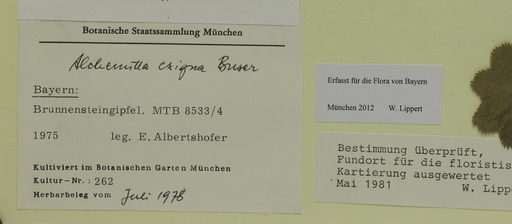 Botanische Staatssammlung München
Alchemilla exigua Buser
Bayern:
Brunnensteingipfel. MTB 8533/4
1975 leg. E. Albertshofer
Kultiviert im Botanischen Garten München
Kultur-Nr.: 262
Herbarbeleg vom Juli 1978
Erfasst für die Flora von Bayern
München 2012 W. Lippert
Bestimmung überprüft,
Fundort für die floristis
Kartierung ausgewertet
Mai 1981 W. Lipp